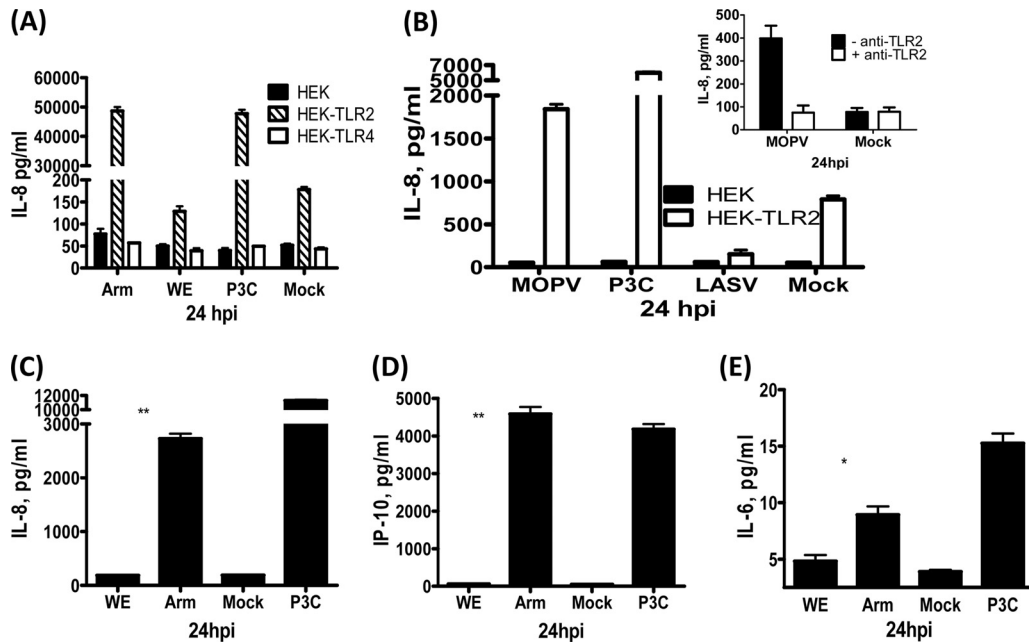 (A)
IL-8 pg/ml
60000
50000
40000
30000
20000
10000
200
150
100
50
0
HEK
HEK-TLR2
HEK-TLR4
Arm WE P3C Mock
24 hpi
(B)
IL-8, pg/ml
7000
5000
2000
1500
1000
500
0
HEK
HEK-TLR2
MOPV P3C LASV Mock
24 hpi
IL-8, pg/ml
500
400
300
200
100
0
- anti-TLR2
+ anti-TLR2
MOPV Mock
24hpi
(C)
IL-8, pg/ml
12000
10000
3000
2000
1000
0
**
WE Arm Mock P3C
24hpi
(D)
IP-10, pg/ml
5000
4000
3000
2000
1000
0
**
WE Arm Mock P3C
24hpi
(E)
IL-6, pg/ml
20
15
10
5
*
WE Arm Mock P3C
24hpi